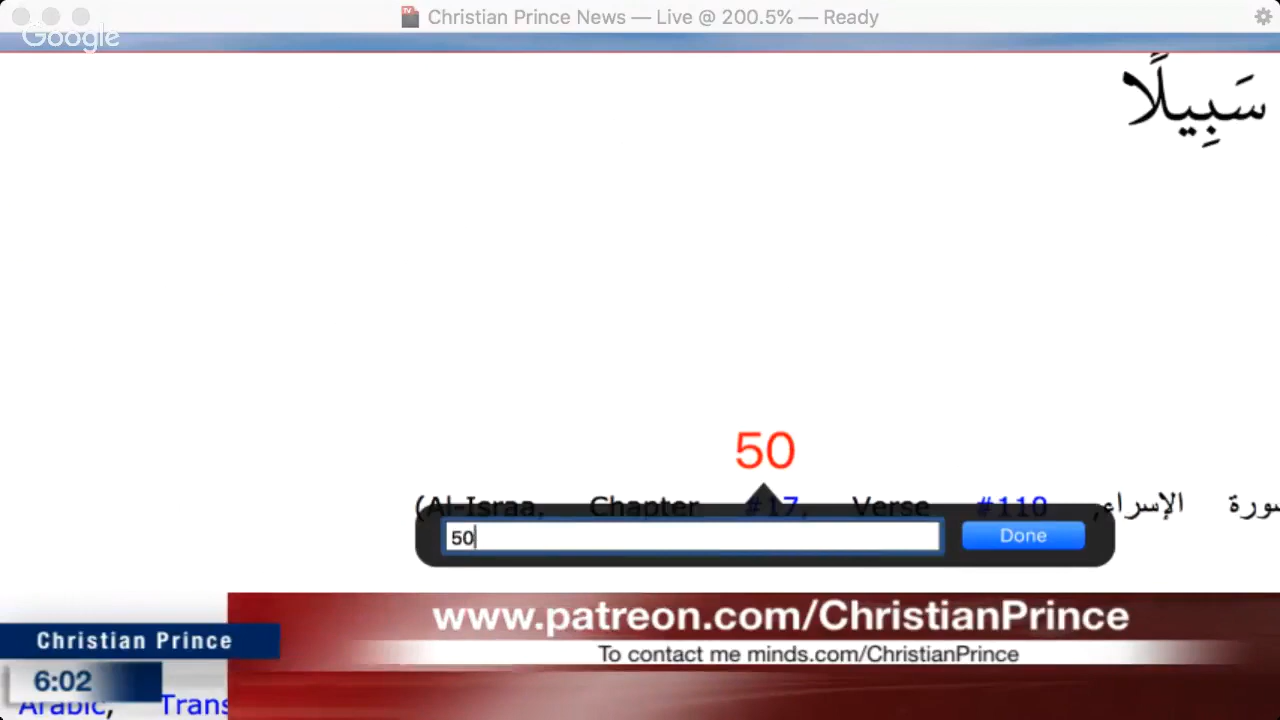 Christian Prince News — Live @ 200.5% — Ready
Google
سَبِيلًا
50
(Al-Israa, Chapter #17, Verse #110 ,سورة الإسراء
50
Done
www.patreon.com/ChristianPrince
To contact me minds.com/ChristianPrince
Christian Prince
6:02
Arabic,